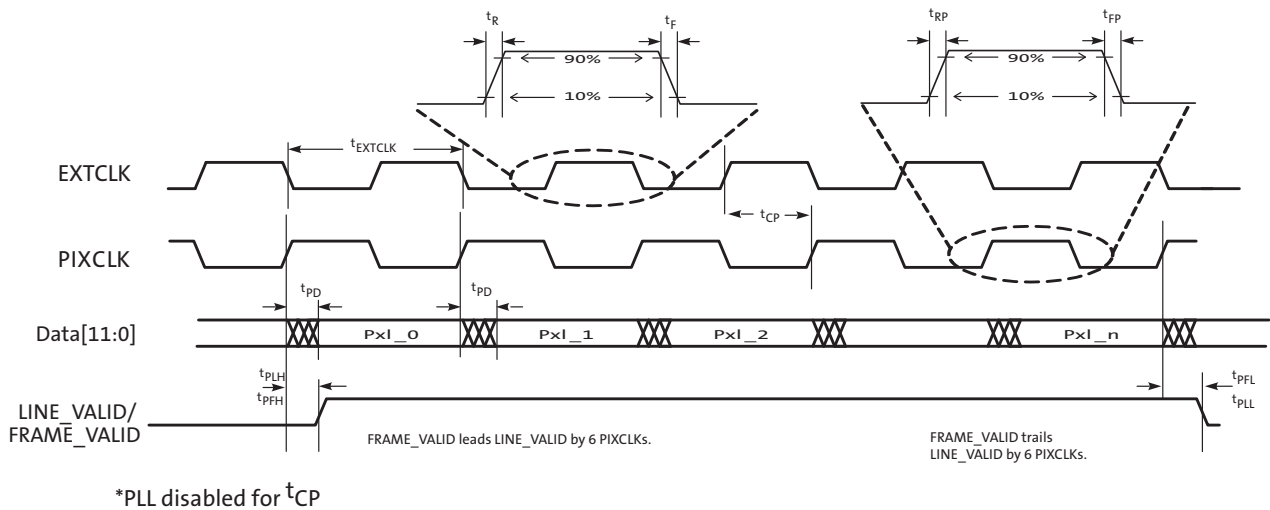 tR
tF
tRP
tFP
90%
10%
90%
10%
tEXTCLK
EXTCLK
tCP
PIXCLK
tPD
tPD
Data[11:0]
Pxl_0
Pxl_1
Pxl_2
Pxl_n
tPLH
tPFH
tPFL
tPLL
LINE_VALID/
FRAME_VALID
FRAME_VALID leads LINE_VALID by 6 PIXCLKs.
FRAME_VALID trails
LINE_VALID by 6 PIXCLKs.
*PLL disabled for tCP